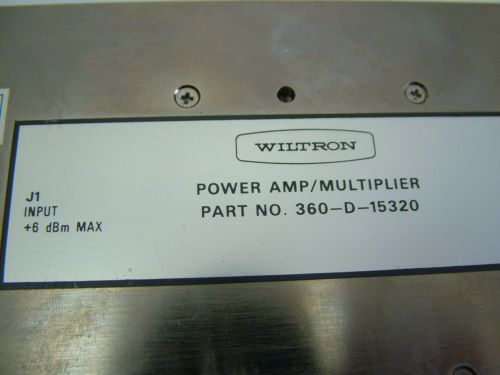 WILTRON
POWER AMP/MULTIPLIER
PART NO. 360-D-15320
J1
INPUT
+6 dBm MAX